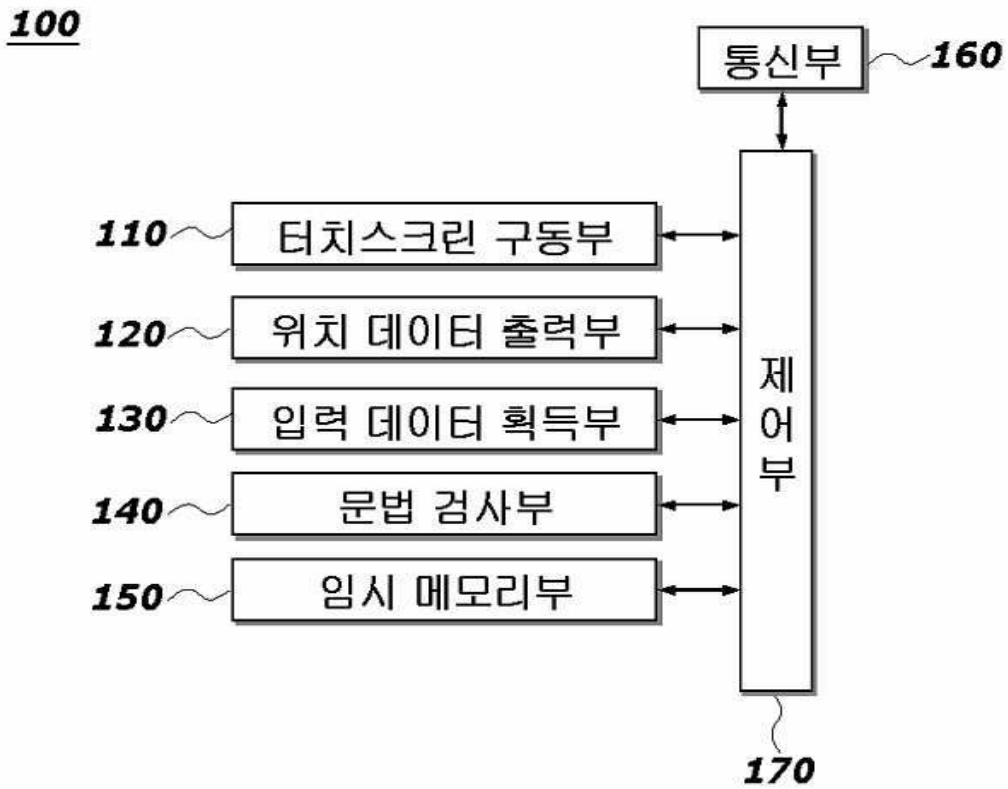 100
통신부 160
110 터치스크린 구동부
120 위치 데이터 출력부
130 입력 데이터 획득부
140 문법 검사부
150 임시 메모리부
제
어
부
170